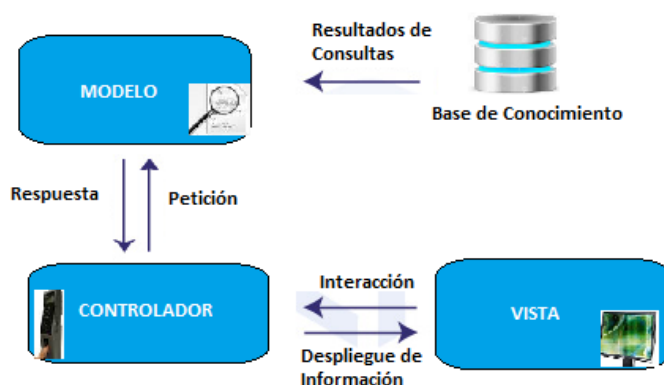 Resultados de
Consultas
MODELO
Base de Conocimiento
Respuesta
Petición
Interacción
CONTROLADOR
VISTA
Despliegue de
Información